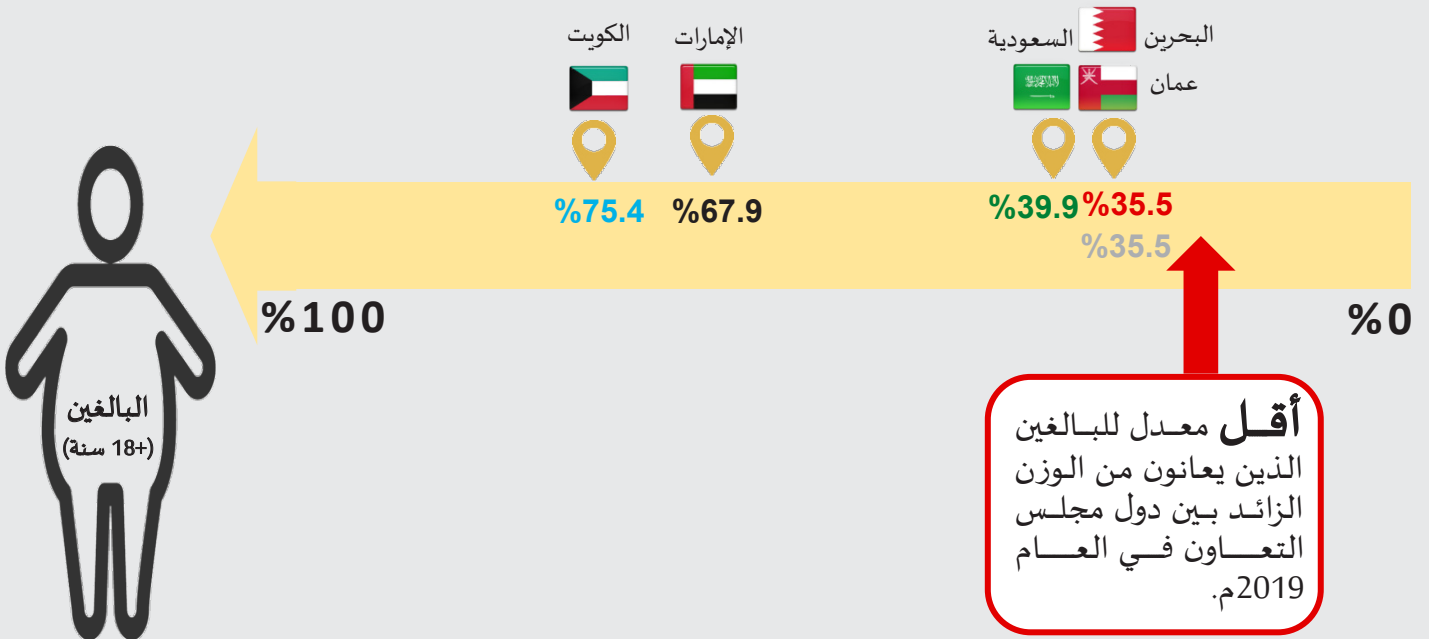 البحرين
السعودية
الإمارات
الكويت
عمان
%35.5
%39.9
%67.9
%75.4
%35.5
%0
%100
أقل معدل للبالغين
الذين يعانون من الوزن
الزائد بين دول مجلس
التعاون في العام
2019م.
البالغين
(+18 سنة)